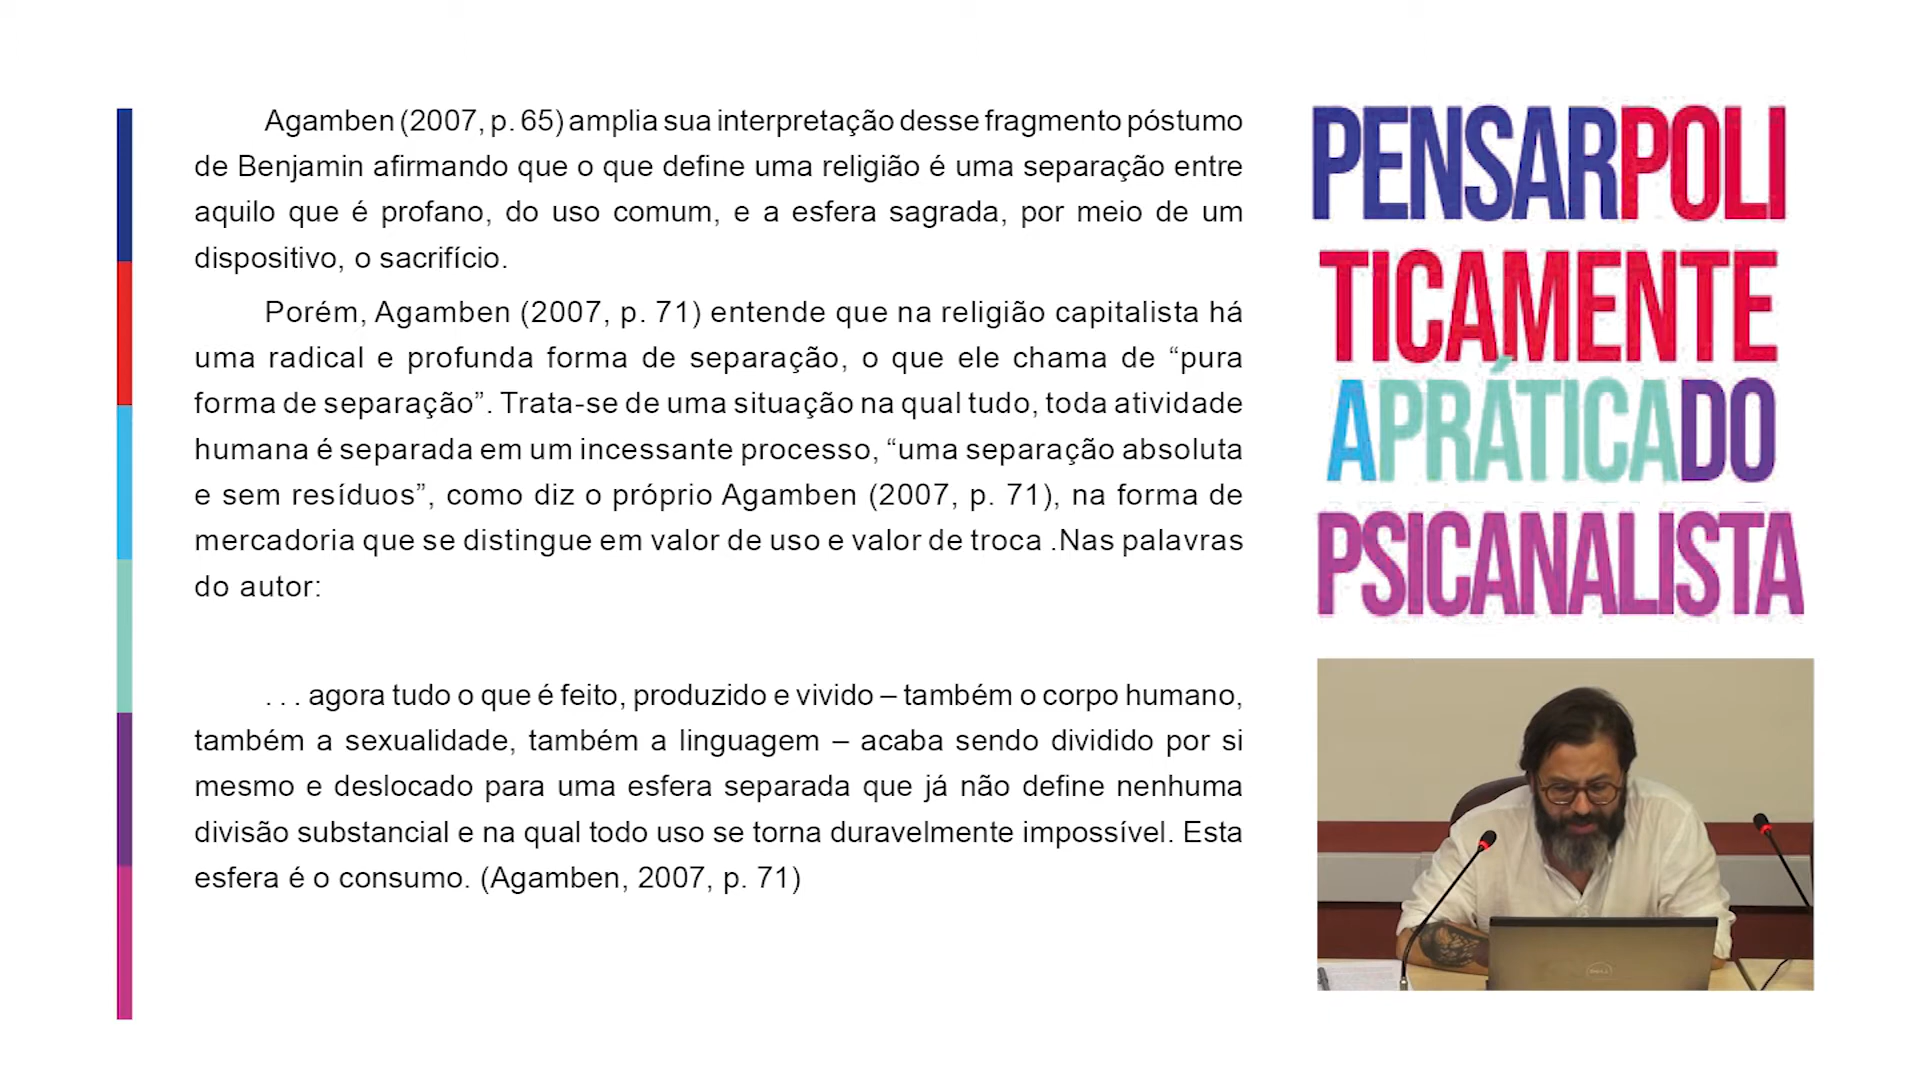 Agamben (2007, p. 65) amplia sua interpretação desse fragmento póstumo
de Benjamin afirmando que o que define uma religião é uma separação entre
aquilo que é profano, do uso comum, e a esfera sagrada, por meio de um
dispositivo, o sacrifício.
Porém, Agamben (2007, p. 71) entende que na religião capitalista há
uma radical e profunda forma de separação, o que ele chama de “pura
forma de separação”. Trata-se de uma situação na qual tudo, toda atividade
humana é separada em um incessante processo, “uma separação absoluta
e sem resíduos”, como diz o próprio Agamben (2007, p. 71), na forma de
mercadoria que se distingue em valor de uso e valor de troca .Nas palavras
do autor:
. . . agora tudo o que é feito, produzido e vivido – também o corpo humano,
também a sexualidade, também a linguagem – acaba sendo dividido por si
mesmo e deslocado para uma esfera separada que já não define nenhuma
divisão substancial e na qual todo uso se torna duravelmente impossível. Esta
esfera é o consumo. (Agamben, 2007, p. 71)
PENSARPOLI
TICAMENTE
APRÁTICADO
PSICANALISTA
DELL